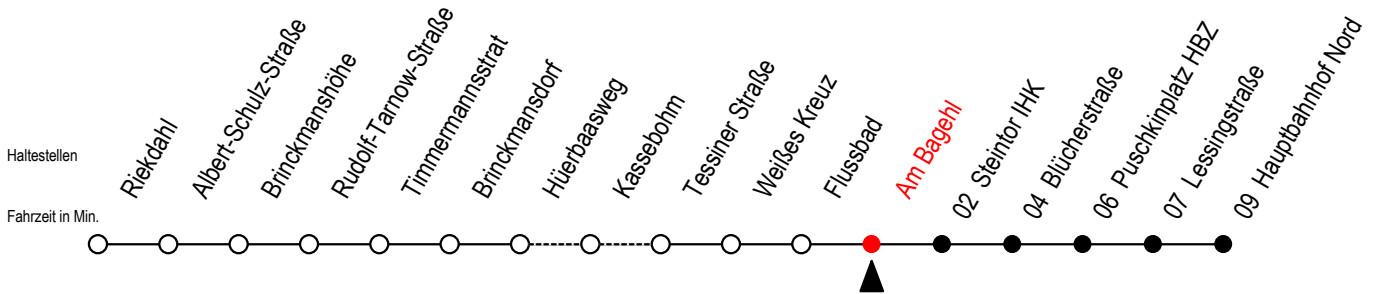 Haltestellen
Fahrzeit in Min.
Riekdahl
Albert-Schulz-Straße
Brinckmanshöhe
Rudolf-Tarnow-Straße
Timmermannsstrat
Brinckmansdorf
Hüerbaasweg
Kassebohm
Tessiner Straße
Weißes Kreuz
Flussbad
Am Bagehl
02 Steintor IHK
04 Blücherstraße
06 Puschkinplatz HBZ
07 Lessingstraße
09 Hauptbahnhof Nord